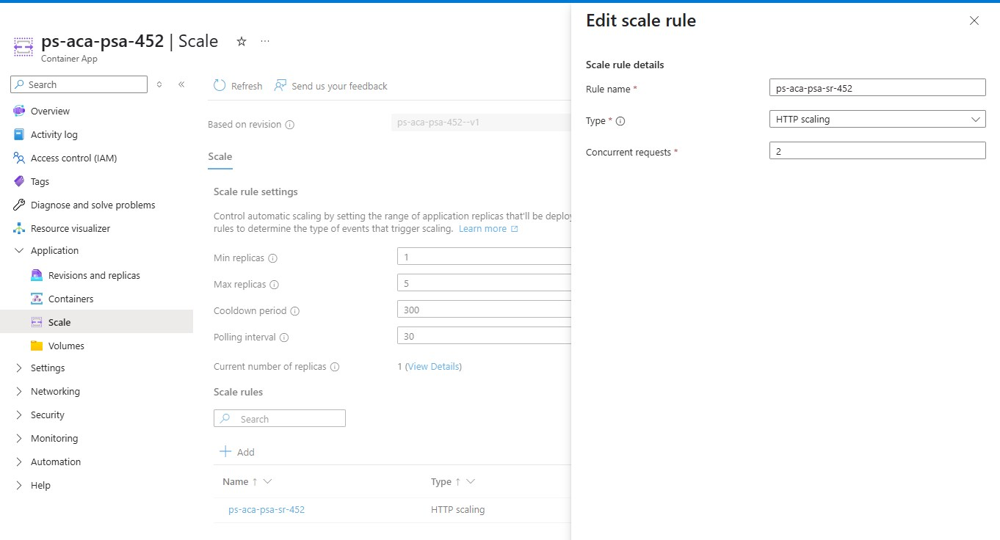 ps-aca-psa-452 | Scale
Container App
Search
Overview
Activity log
Access control (IAM)
Tags
Diagnose and solve problems
Resource visualizer
Application
Revisions and replicas
Containers
Scale
Volumes
Settings
Networking
Security
Monitoring
Automation
Help
Refresh
Send us your feedback
Based on revision
ps-aca-psa-452--v1
Scale
Scale rule settings
Control automatic scaling by setting the range of application replicas that'll be deploy
rules to determine the type of events that trigger scaling. Learn more
Min replicas
1
Max replicas
5
Cooldown period
300
Polling interval
30
Current number of replicas
1 (View Details)
Scale rules
Search
Add
Name ↑
Type ↑
ps-aca-psa-sr-452
HTTP scaling
Edit scale rule
Scale rule details
Rule name *
ps-aca-psa-sr-452
Type *
HTTP scaling
Concurrent requests *
2